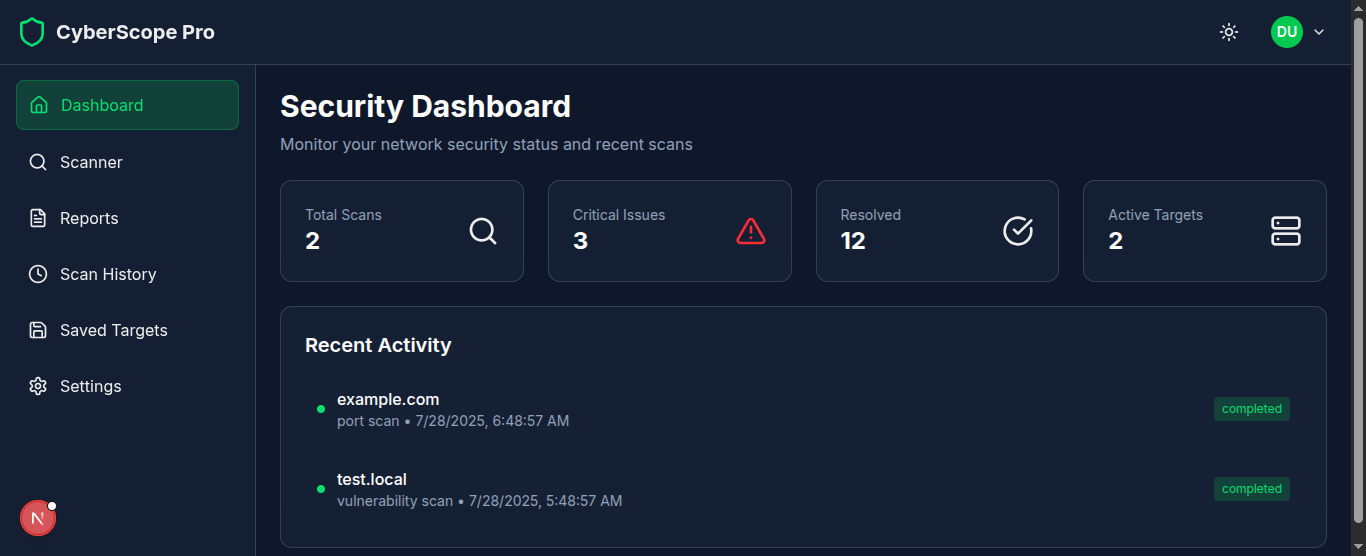 CyberScope Pro
DU
Dashboard
Scanner
Reports
Scan History
Saved Targets
Settings
N
Security Dashboard
Monitor your network security status and recent scans
Total Scans
2
Critical Issues
3
Resolved
12
Active Targets
2
Recent Activity
example.com
port scan • 7/28/2025, 6:48:57 AM
completed
test.local
vulnerability scan • 7/28/2025, 5:48:57 AM
completed